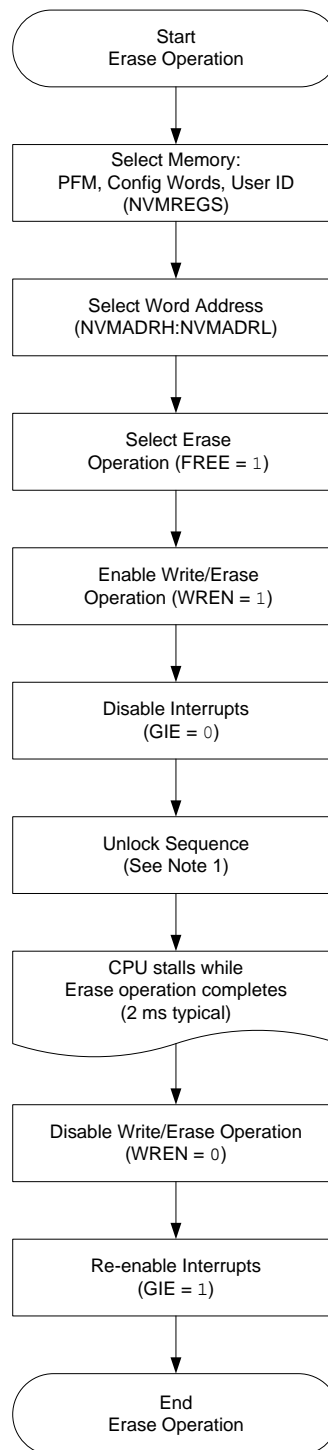 Start
Erase Operation
Select Memory:
PFM, Config Words, User ID
(NVMREGS)
Select Word Address
(NVMADRH:NVMADRL)
Select Erase
Operation (FREE = 1)
Enable Write/Erase
Operation (WREN = 1)
Disable Interrupts
(GIE = 0)
Unlock Sequence
(See Note 1)
CPU stalls while
Erase operation completes
(2 ms typical)
Disable Write/Erase Operation
(WREN = 0)
Re-enable Interrupts
(GIE = 1)
End
Erase Operation